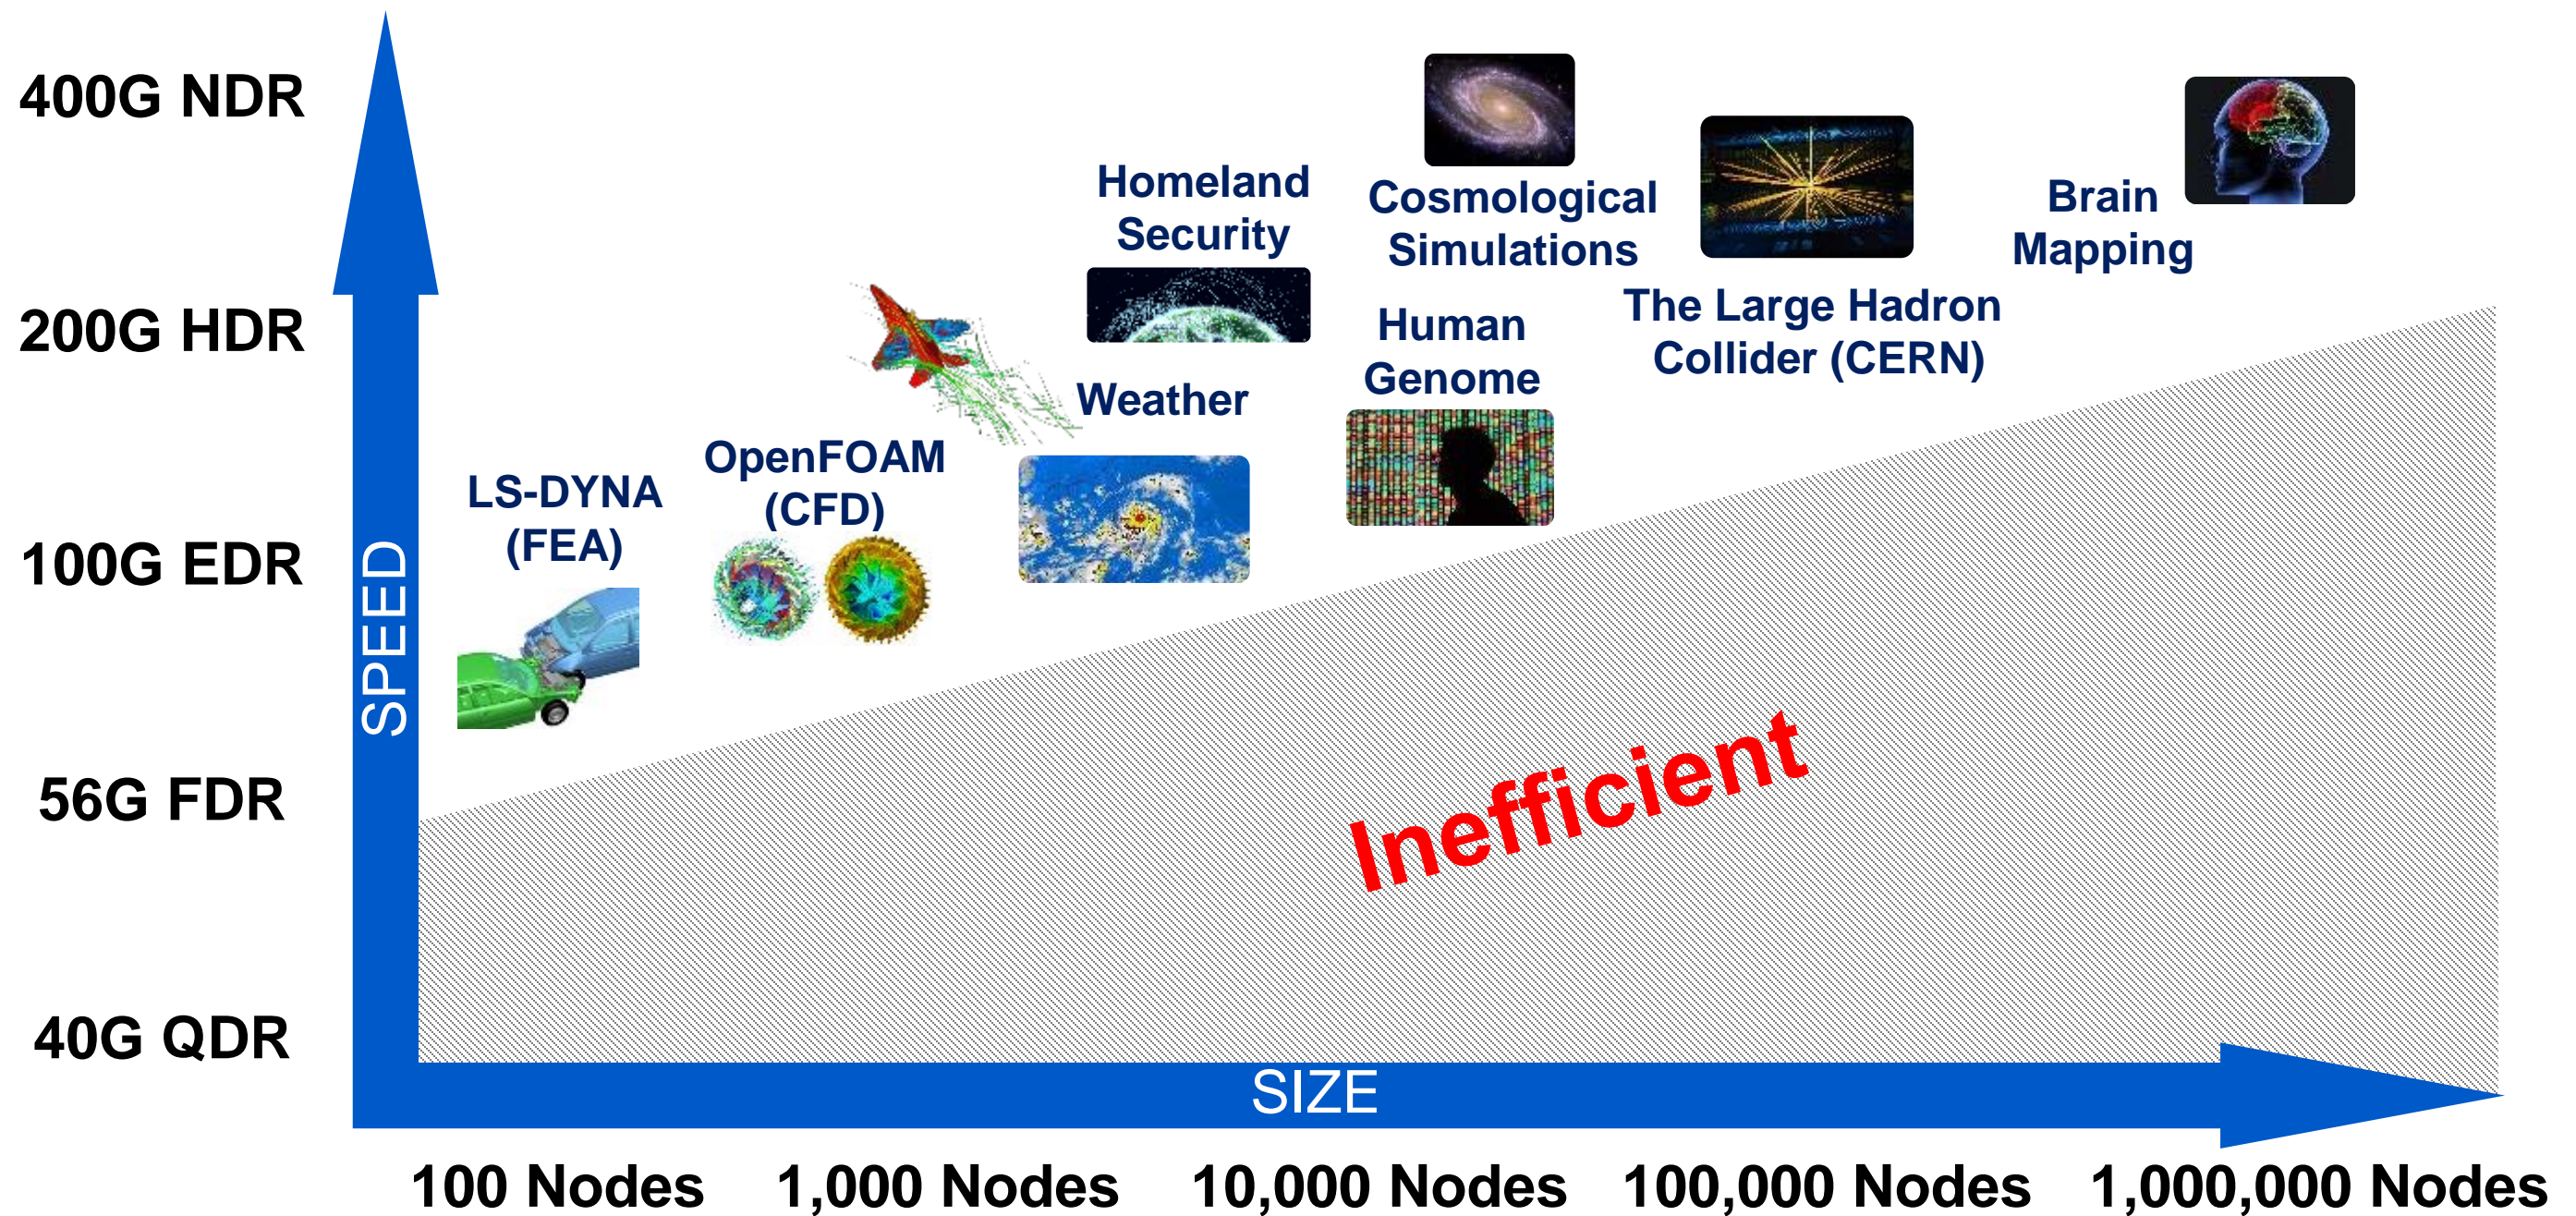 400G NDR
200G HDR
100G EDR
56G FDR
40G QDR
SPEED
LS-DYNA
(FEA)
OpenFOAM
(CFD)
Homeland
Security
Weather
Cosmological
Simulations
Human
Genome
The Large Hadron
Collider (CERN)
Brain
Mapping
Inefficient
SIZE
100 Nodes
1,000 Nodes
10,000 Nodes
100,000 Nodes
1,000,000 Nodes